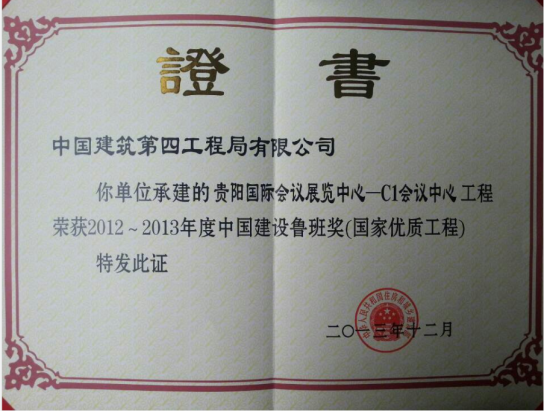 證 書
中国建筑第四工程局有限公司
你单位承建的 贵阳国际会议展览中心—C1会议中心 工程
荣获2012～2013年度中国建设鲁班奖(国家优质工程)
特发此证
二〇一三年十二月